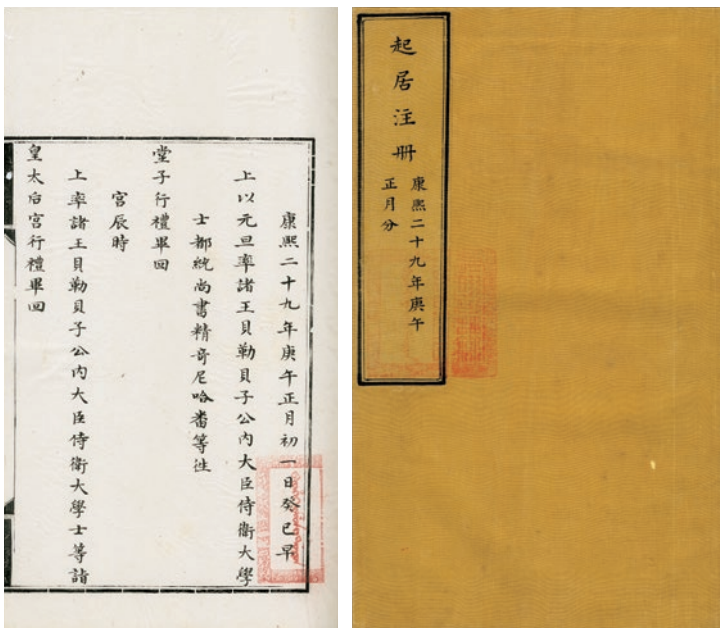 康熙二十九年庚午正月初一日癸巳早
上以元旦率諸王貝勒貝子公內大臣侍衛大學
士都統尚書精奇尼哈番等徃
堂子行禮畢回
宮辰時
上率諸王貝勒貝子公內大臣侍衛大學士等詣
皇太后宮行禮畢回
起居注冊
康熙二十九年庚午
正月分